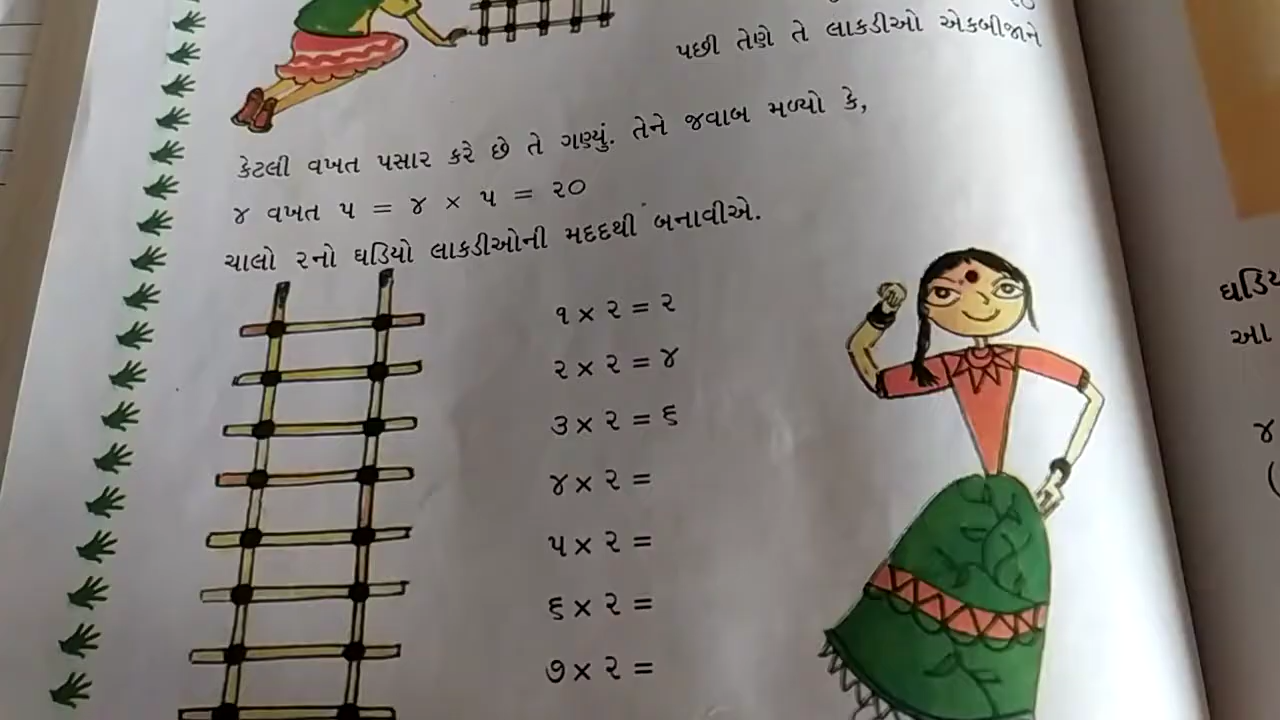 પછી તેણે તે લાકડીઓ એકબીજાને
કેટલી વખત પસાર કરે છે તે ગણ્યું. તેને જવાબ મળ્યો કે,
૪ વખત ૫ = ૪ × ૫ = ૨૦
ચાલો ૨નો ઘડિયો લાકડીઓની મદદથી બનાવીએ.
૧ × ૨ = ૨
૨ × ૨ = ૪
૩ × ૨ = ૬
૪ × ૨ =
૫ × ૨ =
૬ × ૨ =
૭ × ૨ =
આ
૪
(